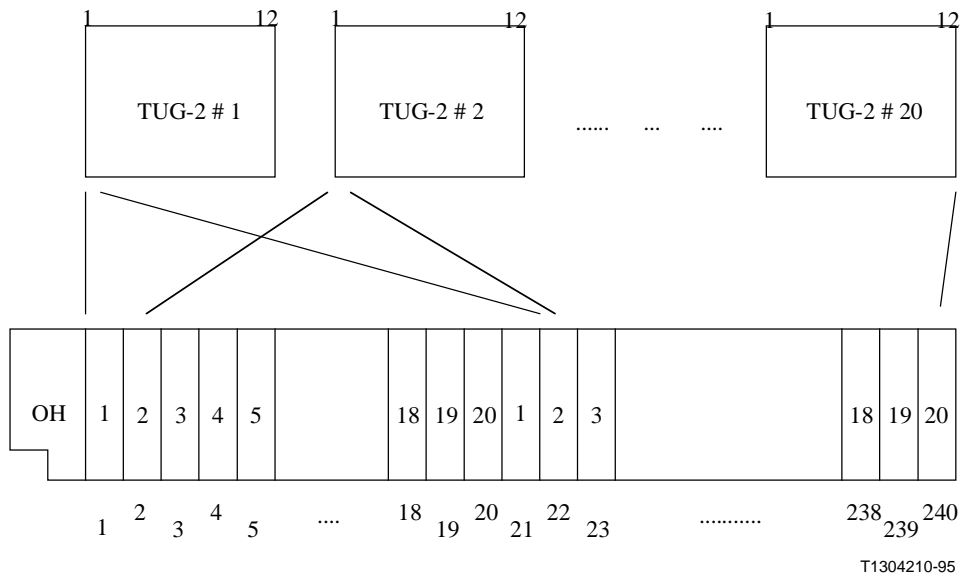 1 12 1 12 1 12
TUG-2 # 1 TUG-2 # 2 ...... ... .... TUG-2 # 20
OH 1 2 3 4 5 18 19 20 1 2 3 18 19 20
1 2 3 4 5 .... 18 19 20 21 22 23 ........... 238 239 240
T1304210-95